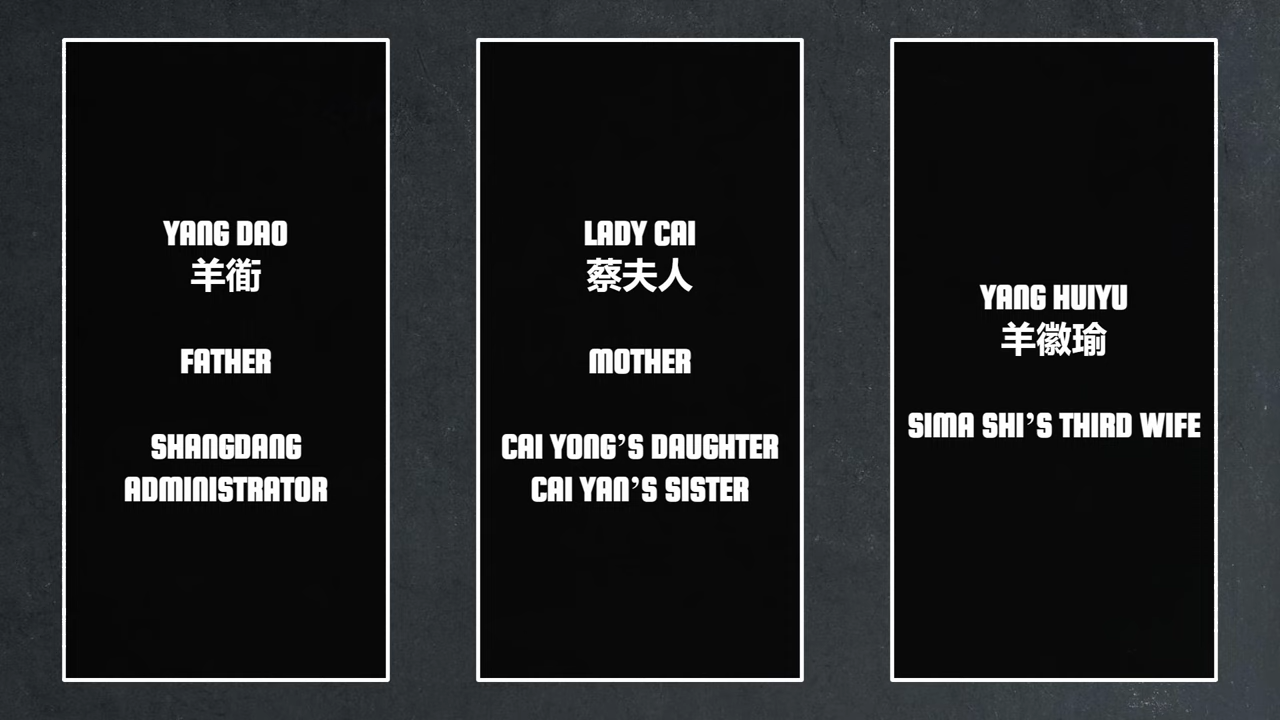 YANG DAO
羊衜
FATHER
SHANGDANG
ADMINISTRATOR
LADY CAI
蔡夫人
MOTHER
CAI YONG'S DAUGHTER
CAI YAN'S SISTER
YANG HUIYU
羊徽瑜
SIMA SHI'S THIRD WIFE